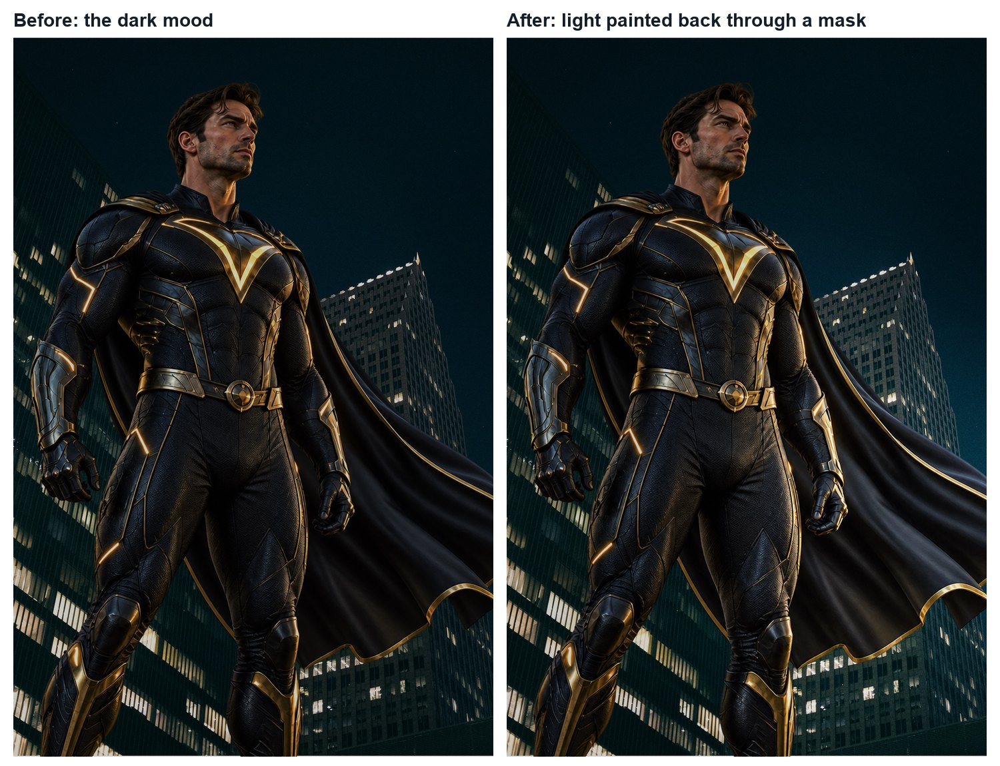 Before: the dark mood
After: light painted back through a mask